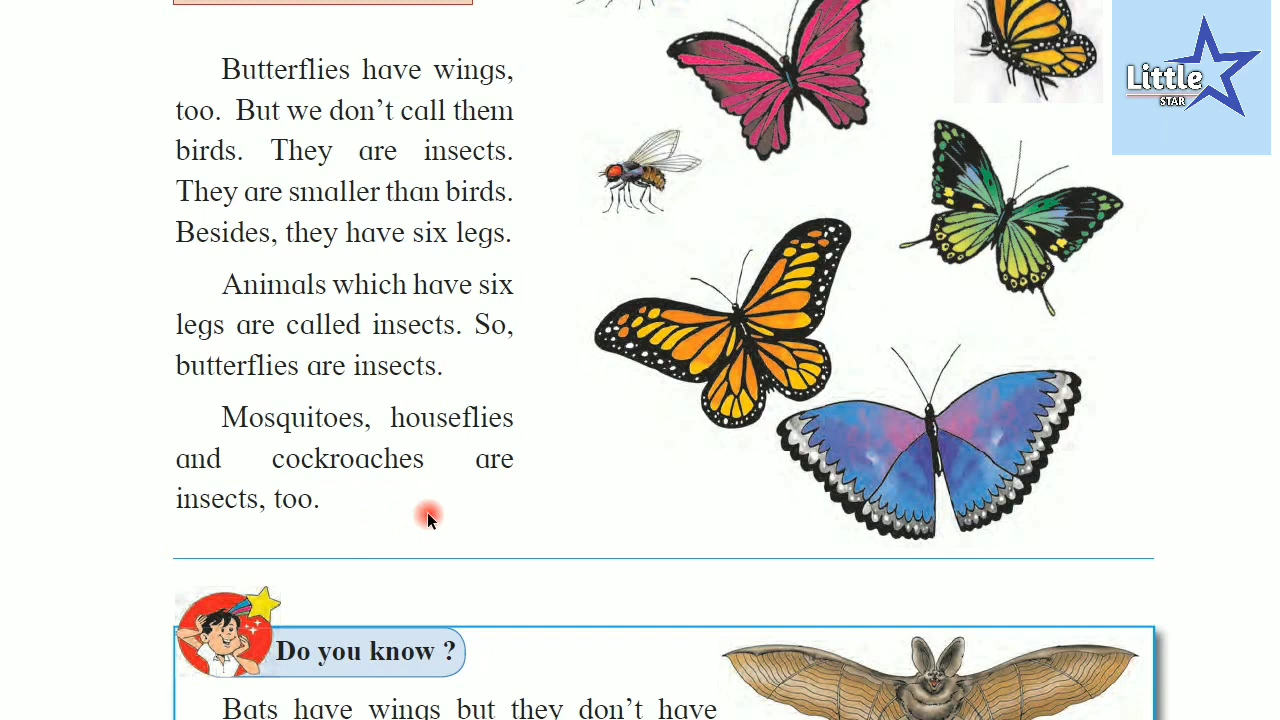 Butterflies have wings,
too. But we don't call them
birds. They are insects.
They are smaller than birds.
Besides, they have six legs.
Animals which have six
legs are called insects. So,
butterflies are insects.
Mosquitoes, houseflies
and cockroaches are
insects, too.
Little
STAR
Do you know ?
Bats have wings but they don't have